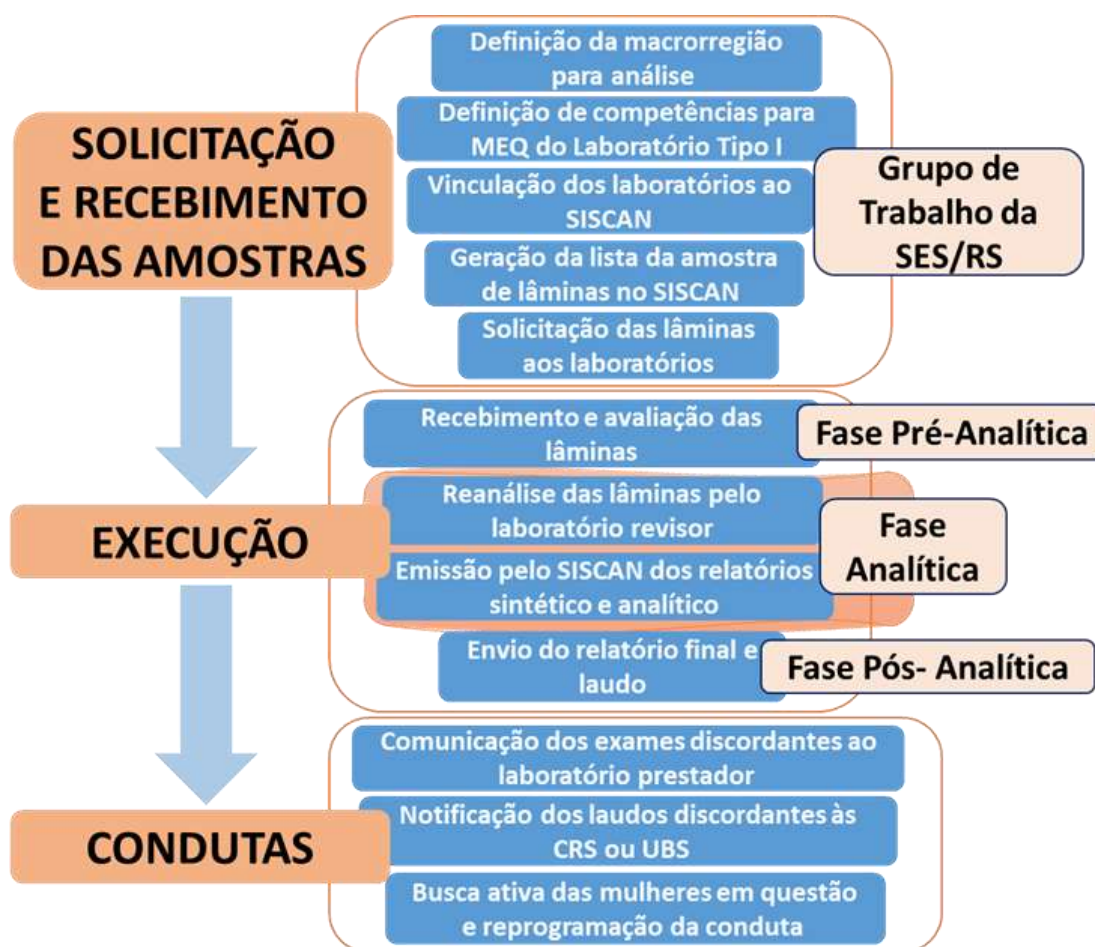 SOLICITAÇÃO
E RECEBIMENTO
DAS AMOSTRAS
Definição da macrorregião
para análise
Definição de competências para
MEQ do Laboratório Tipo I
Vinculação dos laboratórios ao
SISCAN
Geração da lista da amostra
de lâminas no SISCAN
Solicitação das lâminas
aos laboratórios
Grupo de
Trabalho da
SES/RS
EXECUÇÃO
Recebimento e avaliação das
lâminas
Fase Pré-Analítica
Reanálise das lâminas pelo
laboratório revisor
Emissão pelo SISCAN dos relatórios
sintético e analítico
Fase
Analítica
Envio do relatório final e
laudo
Fase Pós- Analítica
CONDUTAS
Comunicação dos exames discordantes ao
laboratório prestador
Notificação dos laudos discordantes às
CRS ou UBS
Busca ativa das mulheres em questão
e reprogramação da conduta